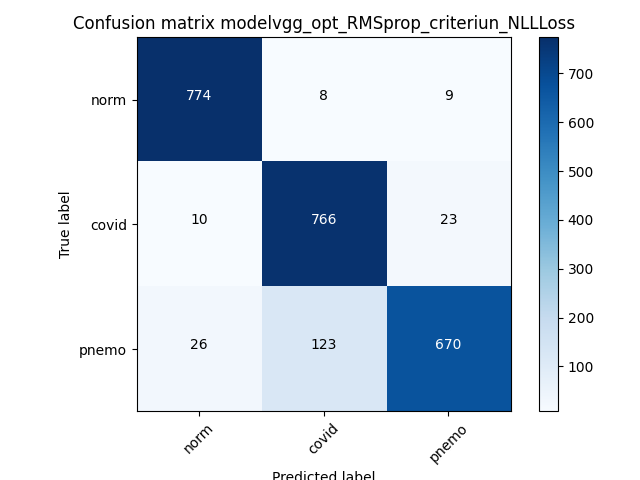 Confusion matrix modelvgg_opt_RMSprop_criteriun_NLLLoss
norm 774 8 9
covid 10 766 23
pnemo 26 123 670
True label
norm covid pnemo
Predicted label
700
600
500
400
300
200
100